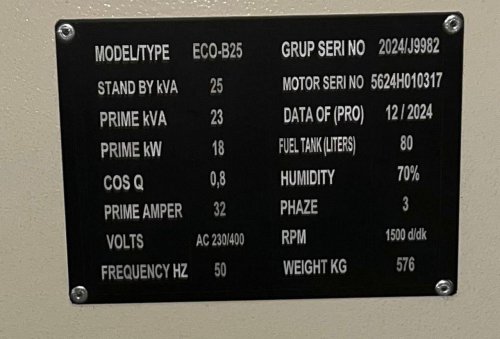 MODEL/TYPE ECO-B25 GRUP SERI NO 2024/J9982
STAND BY kVA 25 MOTOR SERI NO 5624H010317
PRIME kVA 23 DATA OF (PRO) 12 / 2024
PRIME kW 18 FUEL TANK (LITERS) 80
COS Q 0,8 HUMIDITY 70%
PRIME AMPER 32 PHAZE 3
VOLTS AC 230/400 RPM 1500 d/dk
FREQUENCY HZ 50 WEIGHT KG 576